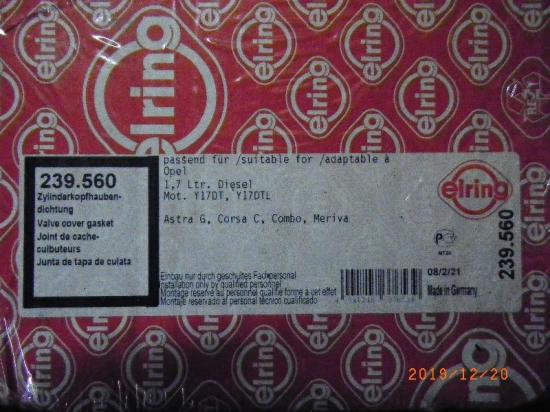 elring
239.560
Zylinderkopfhauben-
dichtung
Valve cover gasket
Joint de cache-
culbuteurs
Junta de tapa de culata
passend für /suitable for /adaptable à
Opel
1,7 Ltr. Diesel
Mot. Y17DT, Y17DTL
Astra G, Corsa C, Combo, Meriva
Einbau nur durch geschultes Fachpersonal
Installation only by qualified personnel
Montage réservé au personnel qualifié forme à cet effet
Montaje reservado al personal técnico cualificado
elring
08/2/21
Made in Germany
239.560
2019/12/20